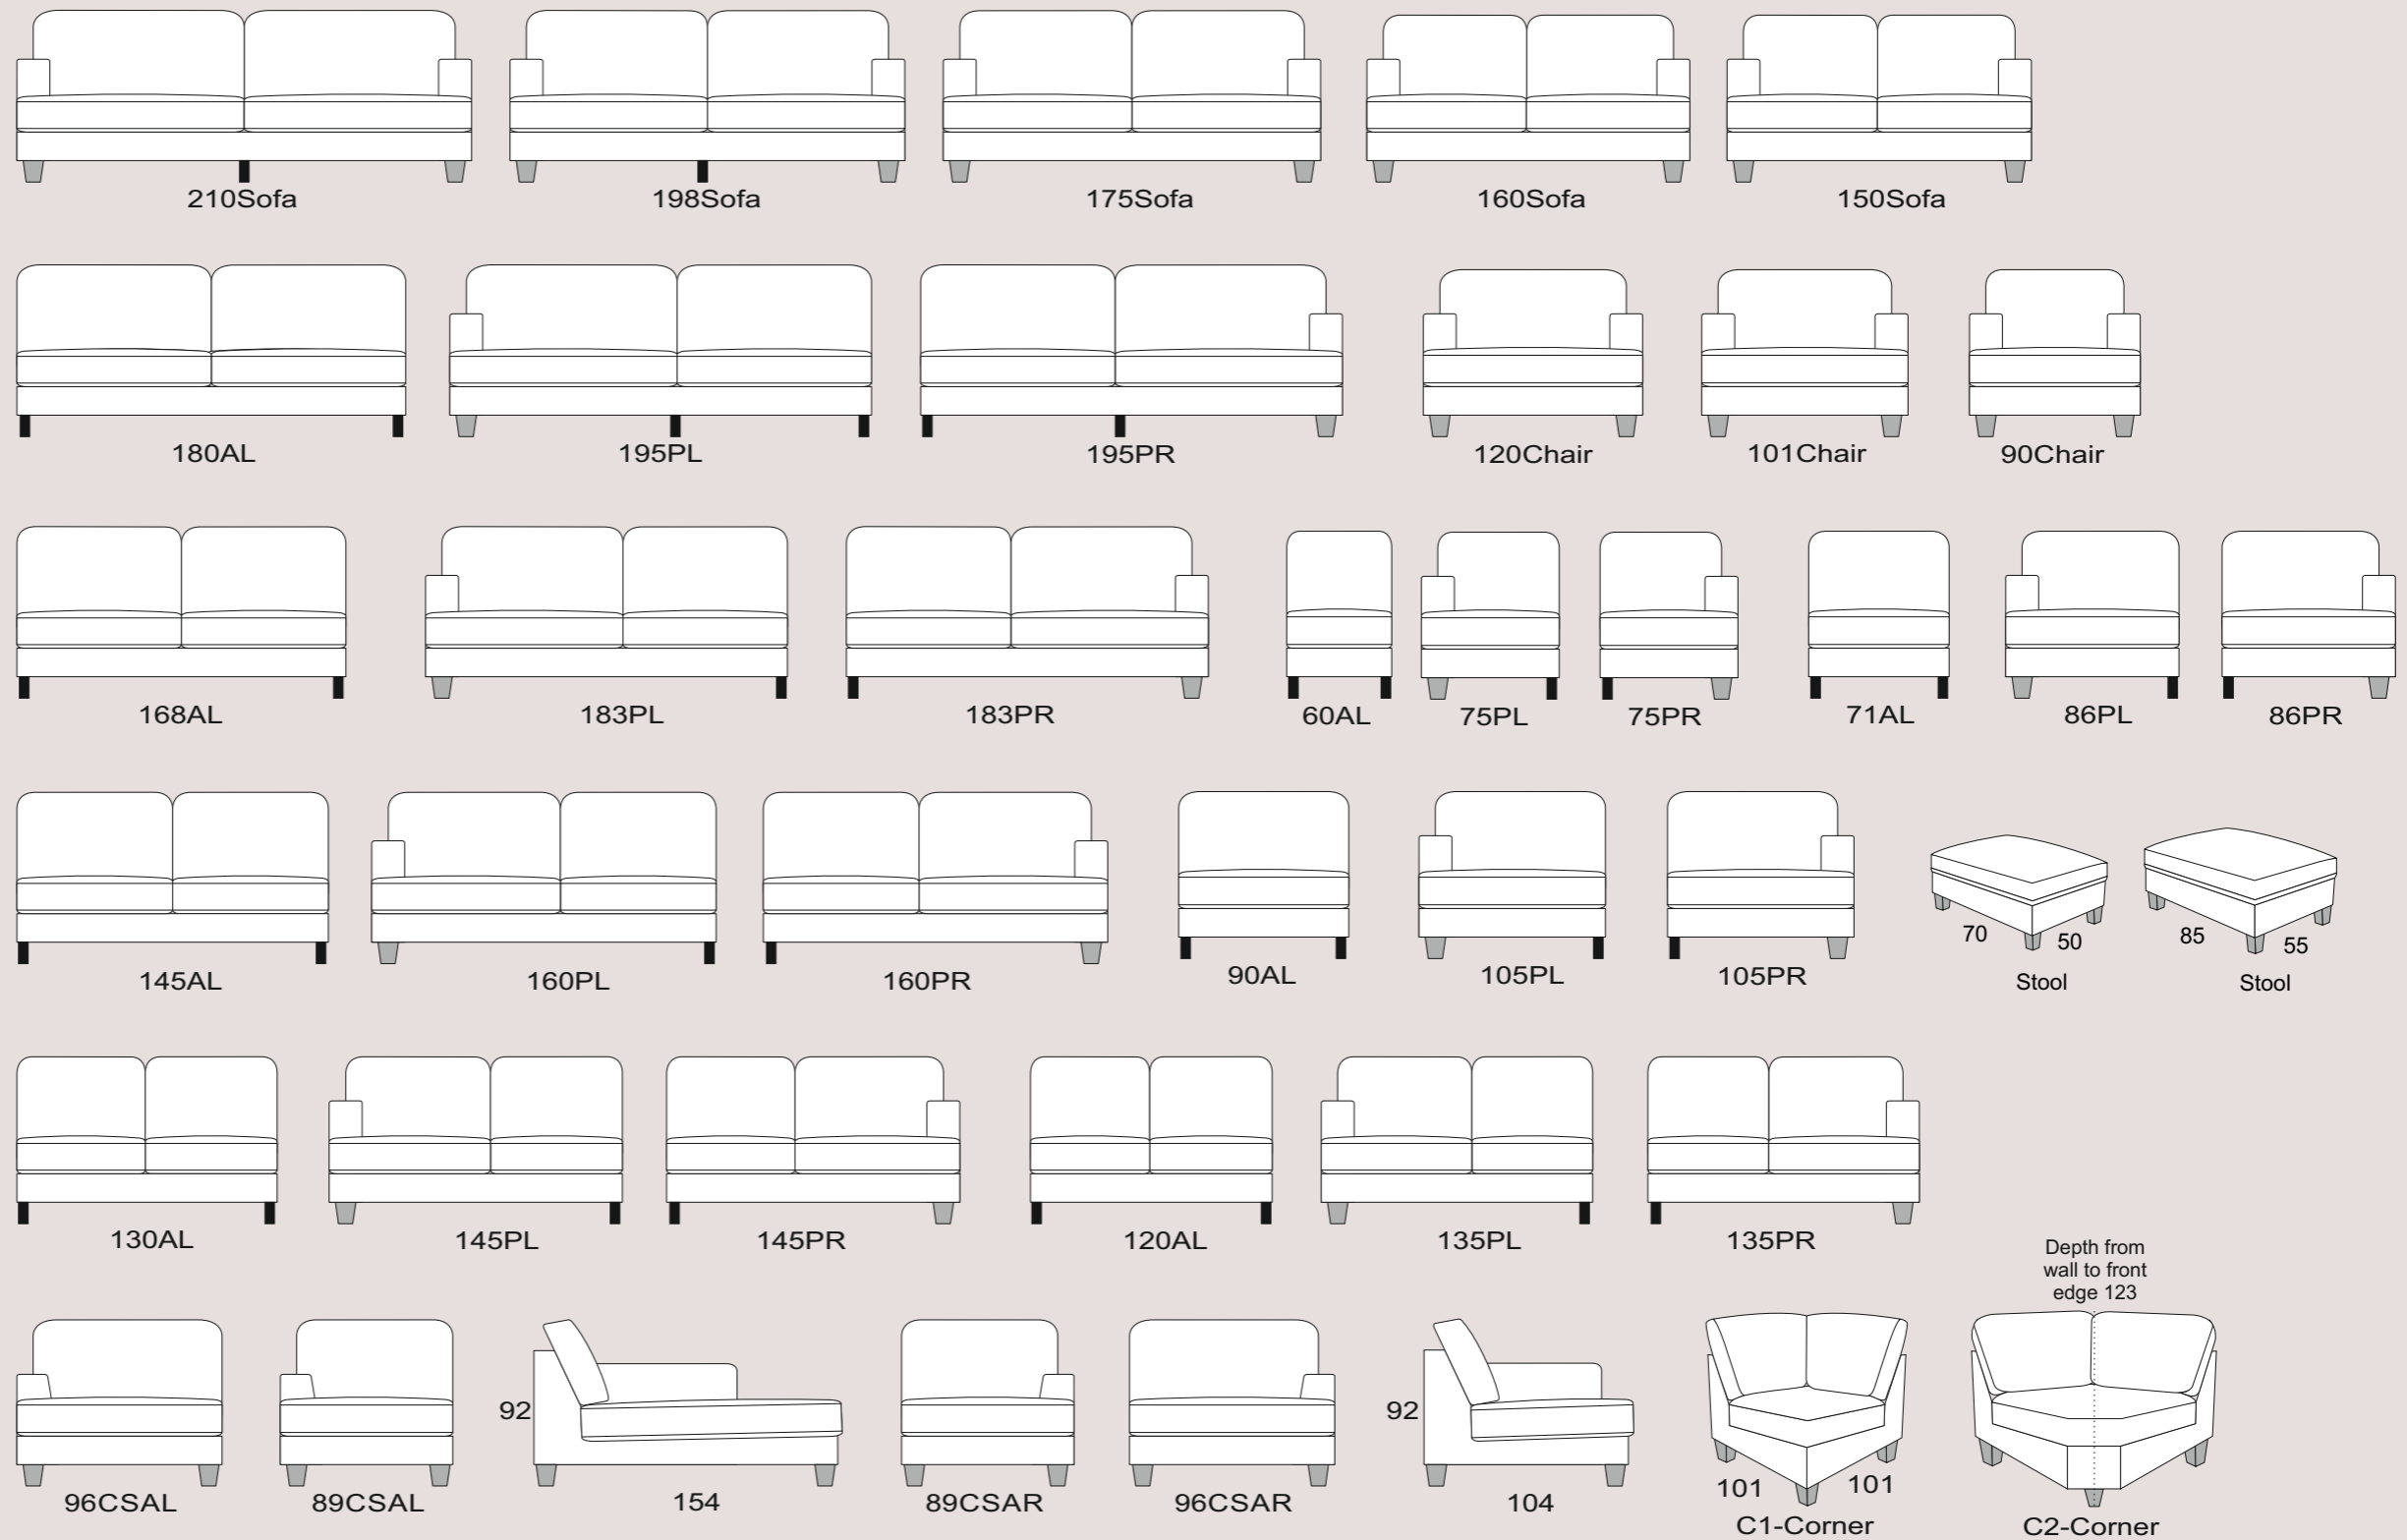 210Sofa
198Sofa
175Sofa
160Sofa
150Sofa
180AL
195PL
195PR
120Chair
101Chair
90Chair
168AL
183PL
183PR
60AL
75PL
75PR
71AL
86PL
86PR
145AL
160PL
160PR
90AL
105PL
105PR
70
50
Stool
85
55
Stool
130AL
145PL
145PR
120AL
135PL
135PR
96CSAL
89CSAL
92
154
89CSAR
96CSAR
92
104
101
101
C1-Corner
Depth from
wall to front
edge 123
C2-Corner